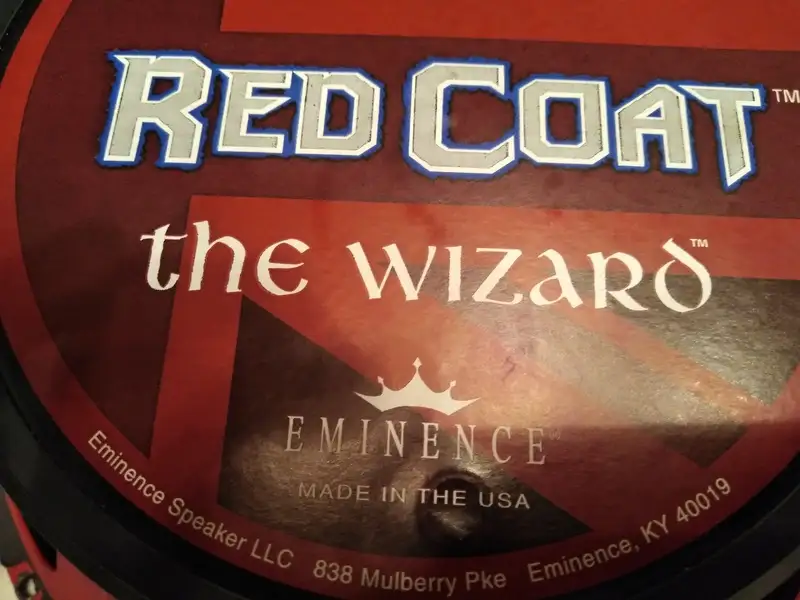 RED COAT™
the wizard™
EMINENCE
MADE IN THE USA
Eminence Speaker LLC 838 Mulberry Pke Eminence, KY 40019